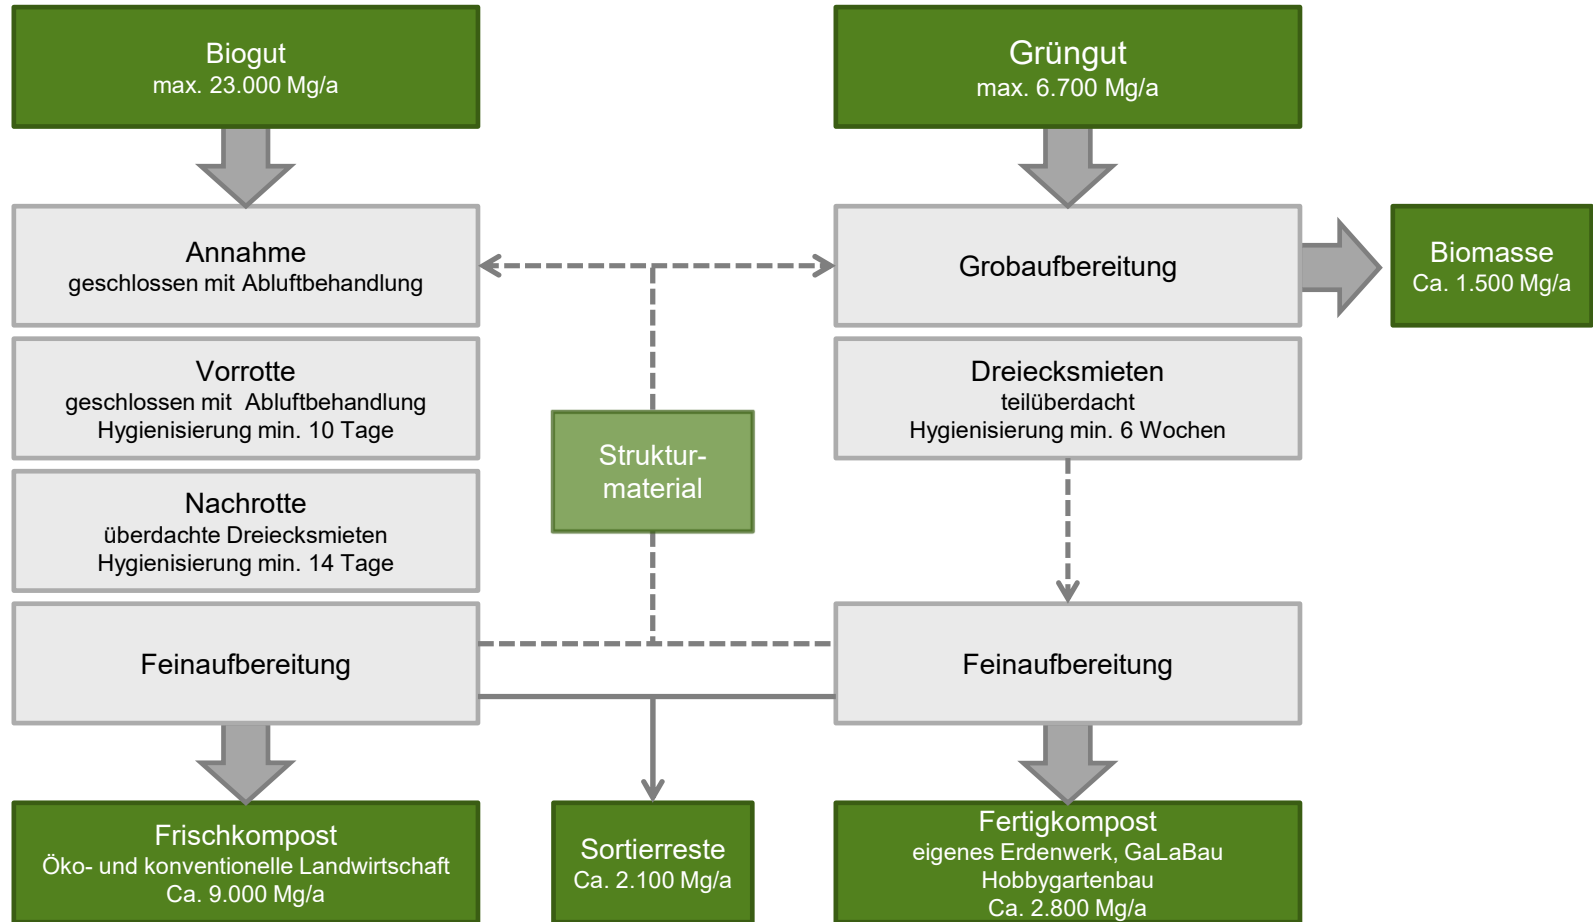 Biogut
max. 23.000 Mg/a
Grüngut
max. 6.700 Mg/a
Annahme
geschlossen mit Abluftbehandlung
Grobaufbereitung
Biomasse
Ca. 1.500 Mg/a
Vorrotte
geschlossen mit Abluftbehandlung
Hygienisierung min. 10 Tage
Dreiecksmieten
teilüberdacht
Hygienisierung min. 6 Wochen
Struktur-
material
Nachrotte
überdachte Dreiecksmieten
Hygienisierung min. 14 Tage
Feinaufbereitung
Feinaufbereitung
Frischkompost
Öko- und konventionelle Landwirtschaft
Ca. 9.000 Mg/a
Sortierreste
Ca. 2.100 Mg/a
Fertigkompost
eigenes Erdenwerk, GaLaBau
Hobbygartenbau
Ca. 2.800 Mg/a